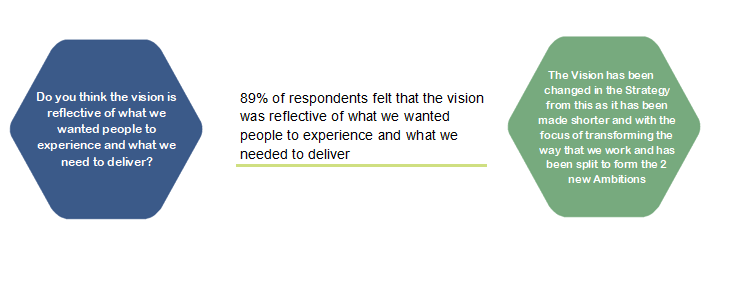 Do you think the vision is
reflective of what we
wanted people to
experience and what we
need to deliver?
89% of respondents felt that the vision
was reflective of what we wanted
people to experience and what we
needed to deliver
The Vision has been
changed in the Strategy
from this as it has been
made shorter and with the
focus of transforming the
way that we work and has
been split to form the 2
new Ambitions